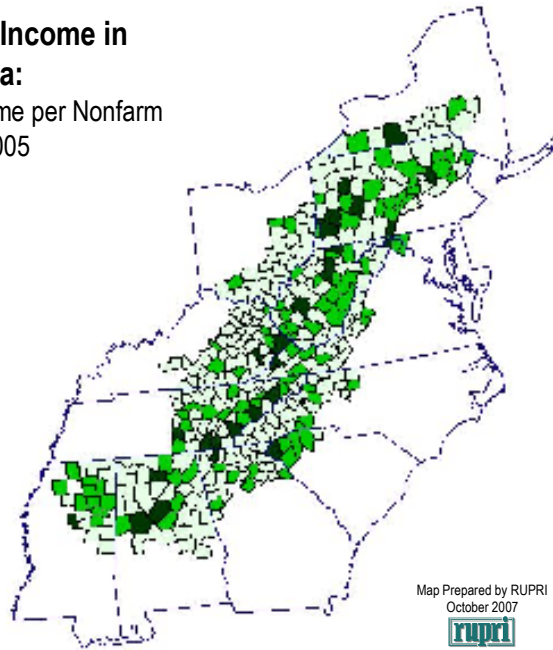 Income in
a:
me per Nonfarm
005
Map Prepared by RUPRI
October 2007
rupri